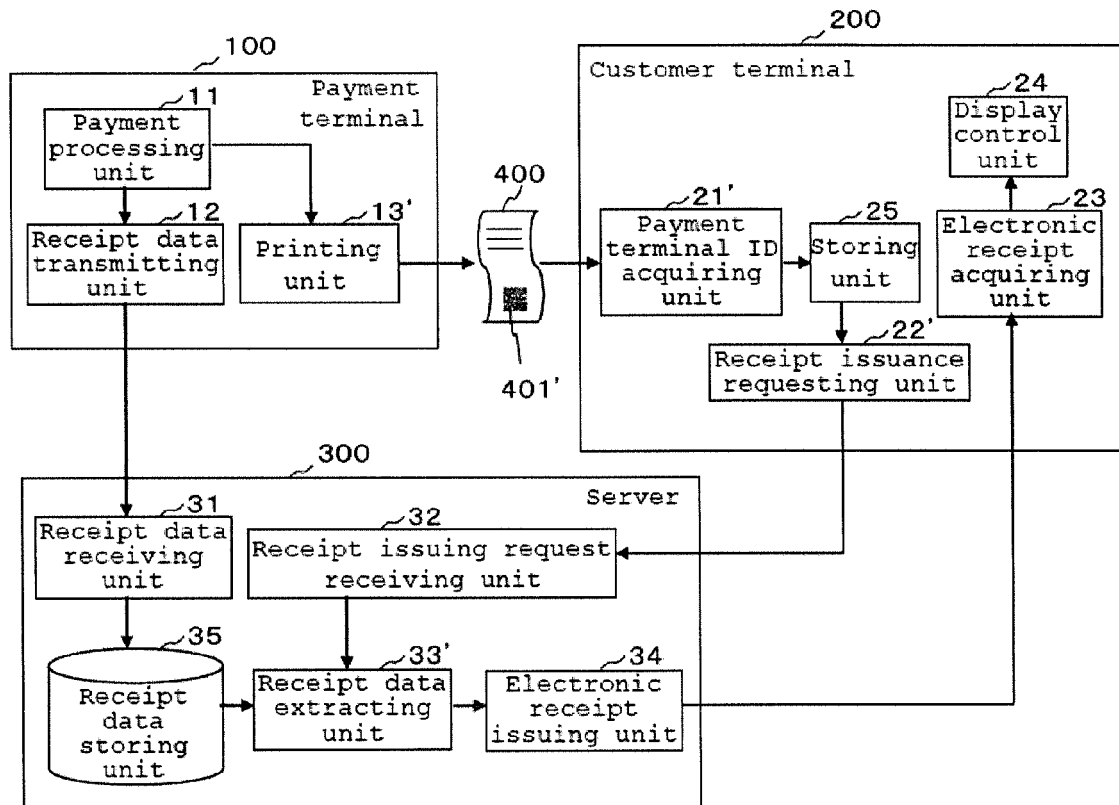 100
Payment
terminal
11
Payment
processing
unit
12
Receipt data
transmitting
unit
13'
Printing
unit
400
401'
200
Customer terminal
21'
Payment
terminal ID
acquiring
unit
25
Storing
unit
24
Display
control
unit
23
Electronic
receipt
acquiring
unit
22'
Receipt issuance
requesting unit
300
Server
31
Receipt data
receiving
unit
32
Receipt issuing request
receiving unit
35
Receipt
data
storing
unit
33'
Receipt data
extracting
unit
34
Electronic
receipt
issuing unit